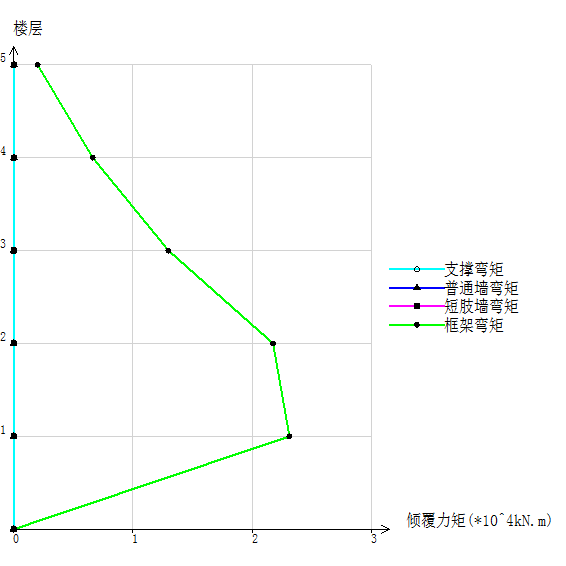 楼层
5
4
3
2
1
支撑弯矩
普通墙弯矩
短肢墙弯矩
框架弯矩
倾覆力矩(*10^4kN.m)
0 1 2 3